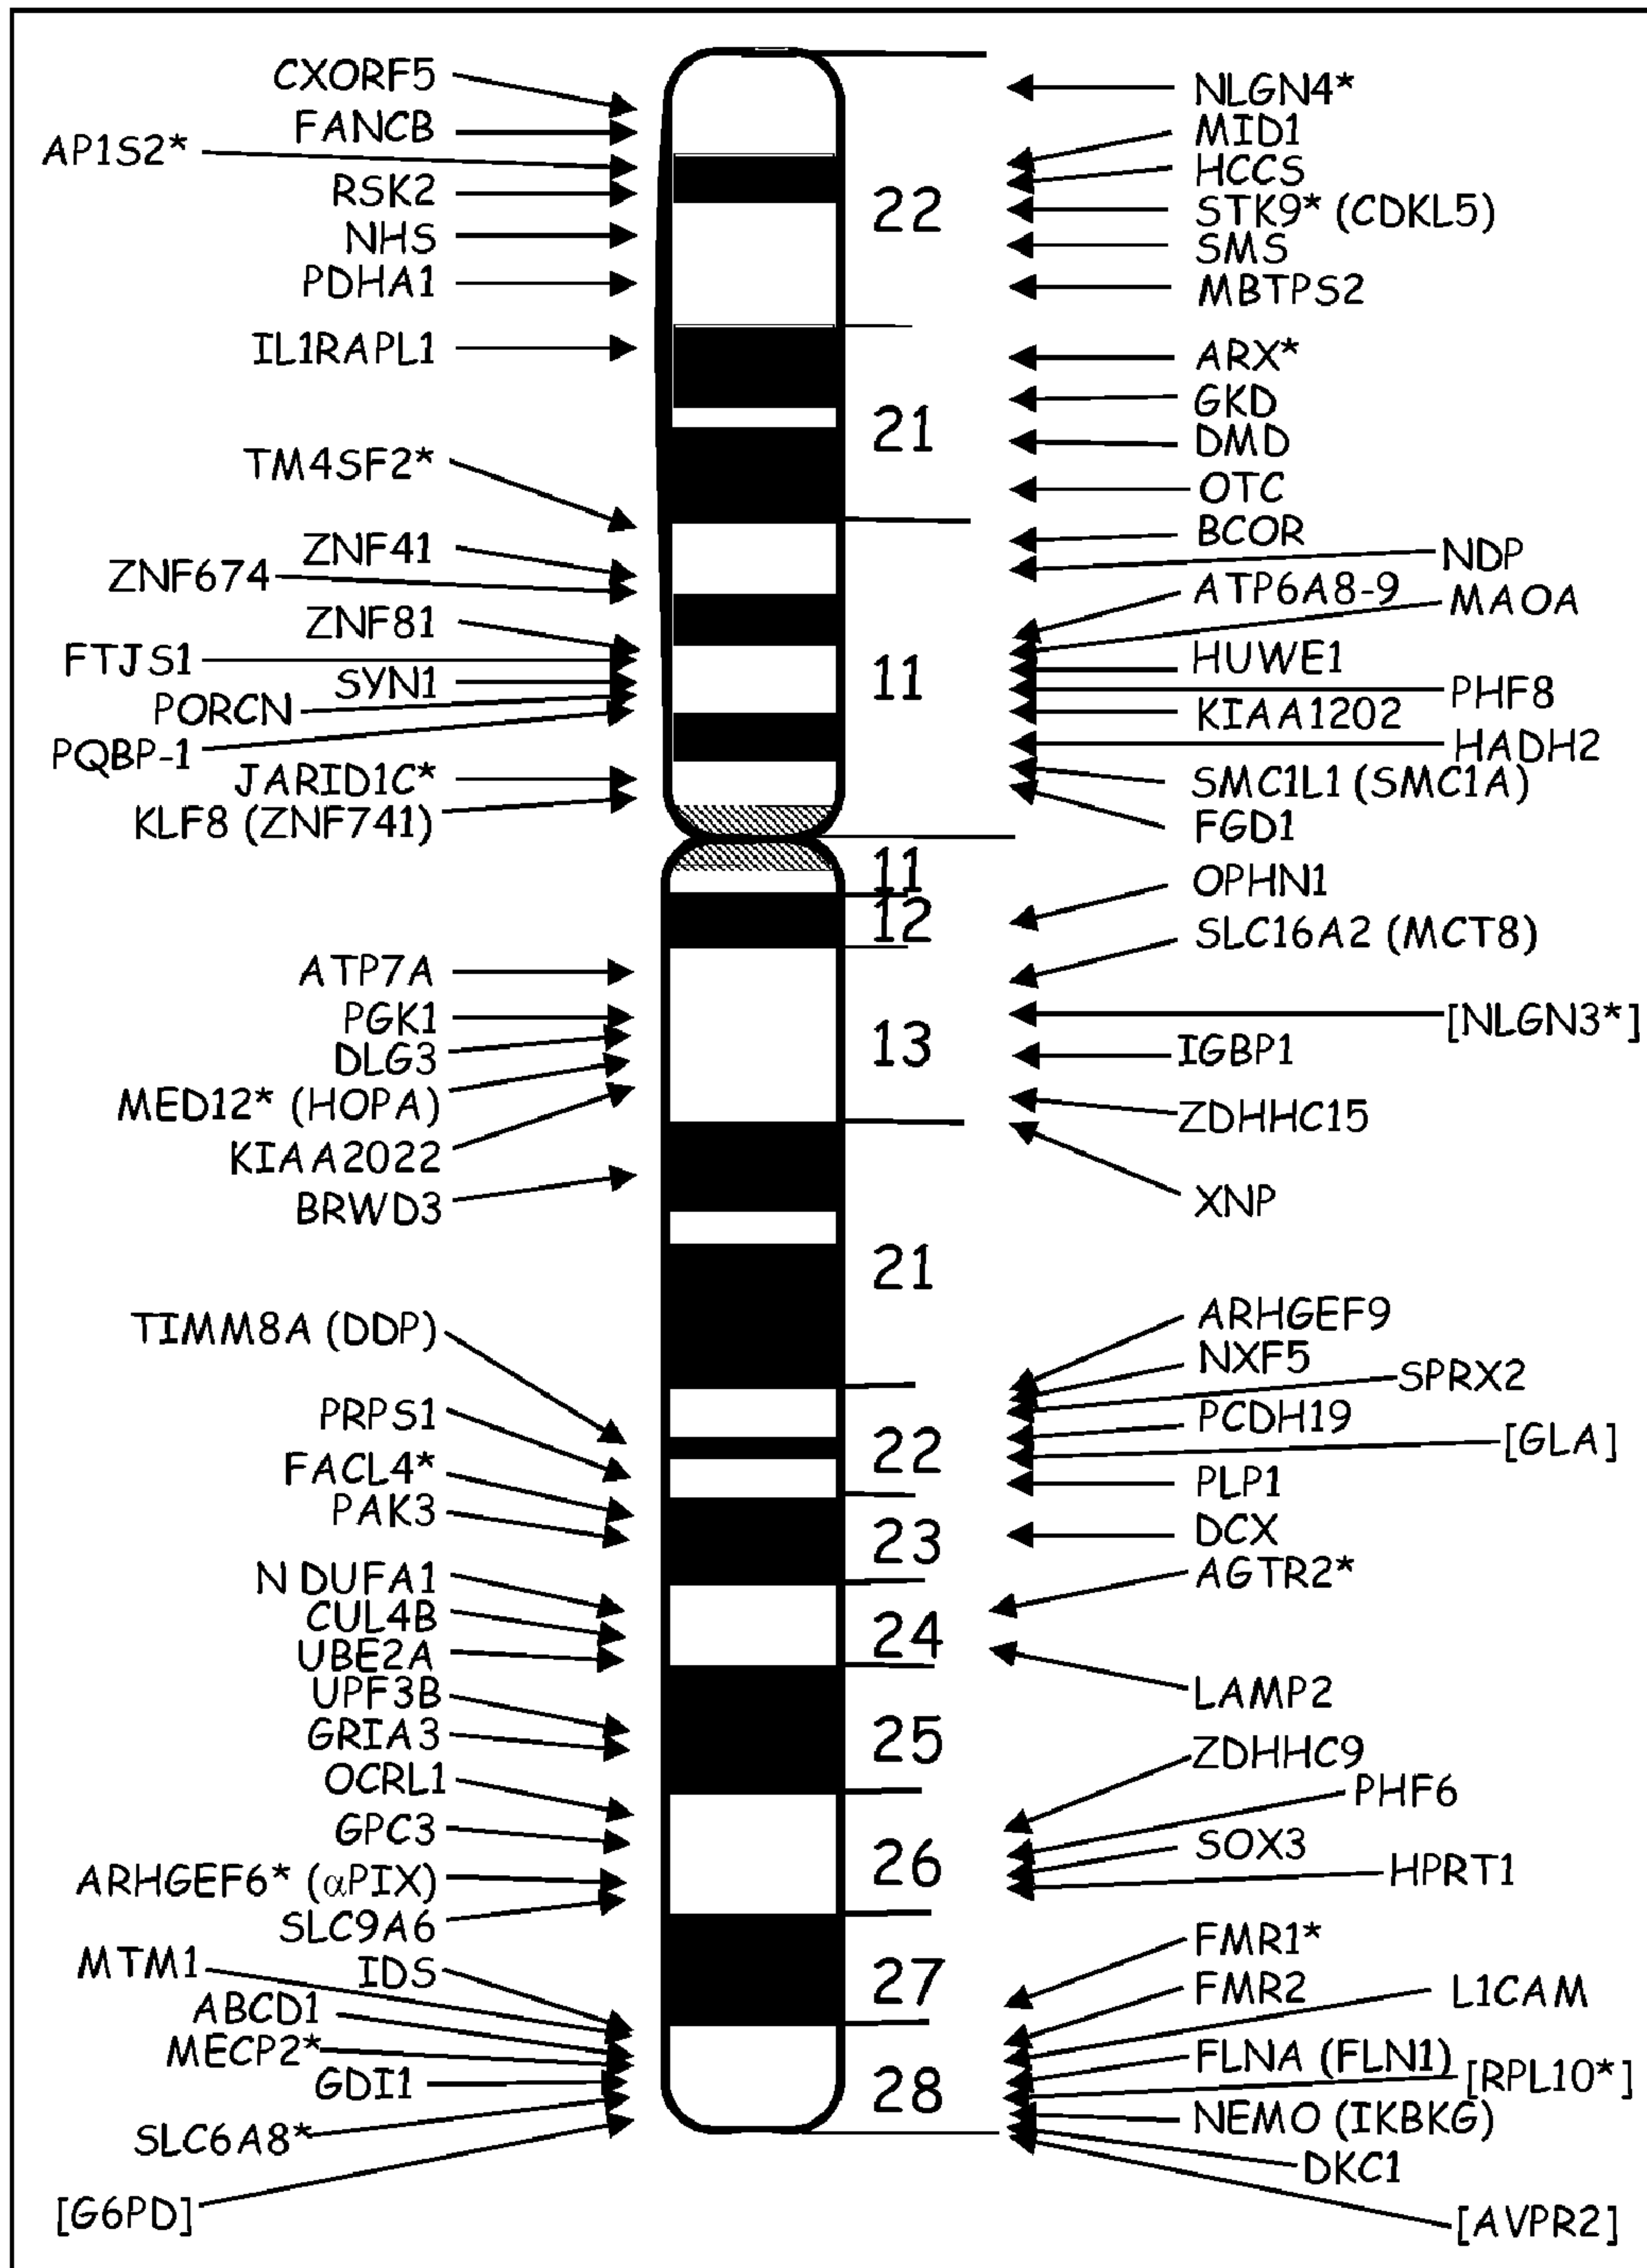 CXORF5
FANCB
AP1S2*
RSK2
NHS
PDHA1
IL1RAPL1
TM4SF2*
ZNF41
ZNF674
ZNF81
FTJS1
SYN1
PORCN
PQBP-1
JARID1C*
KLF8 (ZNF741)
ATP7A
PGK1
DLG3
MED12* (HOPA)
KIAA2022
BRWD3
TIMM8A (DDP)
PRPS1
FACL4*
PAK3
NDUFA1
CUL4B
UBE2A
UPF3B
GRIA3
OCRL1
GPC3
ARHGEF6* (αPIX)
SLC9A6
MTM1
IDS
ABCD1
MECP2*
GDI1
SLC6A8*
[G6PD]
22
21
11
11
12
13
21
22
23
24
25
26
27
28
NLGN4*
MID1
HCCS
STK9* (CDKL5)
SMS
MBTPS2
ARX*
GKD
DMD
OTC
BCOR
NDP
ATP6A8-9
MAOA
HUWE1
PHF8
KIAA1202
HADH2
SMC1L1 (SMC1A)
FGD1
OPHN1
SLC16A2 (MCT8)
[NLGN3*]
IGBP1
ZDHHC15
XNP
ARHGEF9
NXF5
SPRX2
PCDH19
[GLA]
PLP1
DCX
AGTR2*
LAMP2
ZDHHC9
PHF6
SOX3
HPRT1
FMR1*
FMR2
L1CAM
FLNA (FLN1)
[RPL10*]
NEMO (IKBKG)
DKC1
[AVPR2]